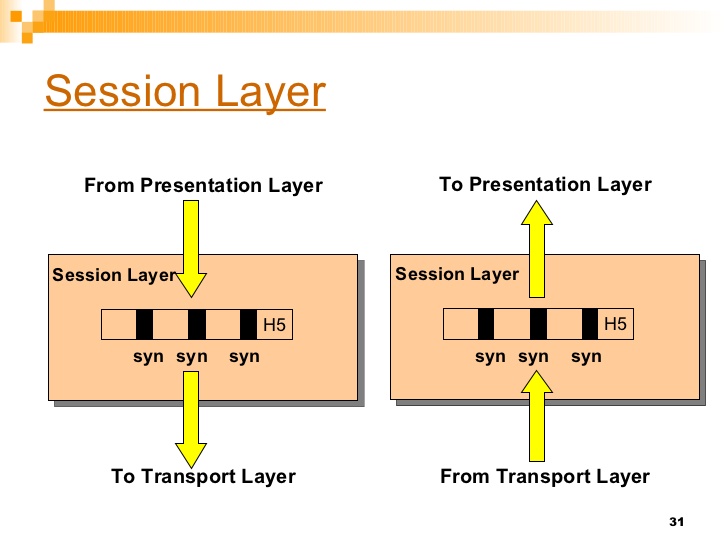 Session Layer
From Presentation Layer
To Presentation Layer
Session Layer
H5
syn syn syn
To Transport Layer
Session Layer
H5
syn syn syn
From Transport Layer
31